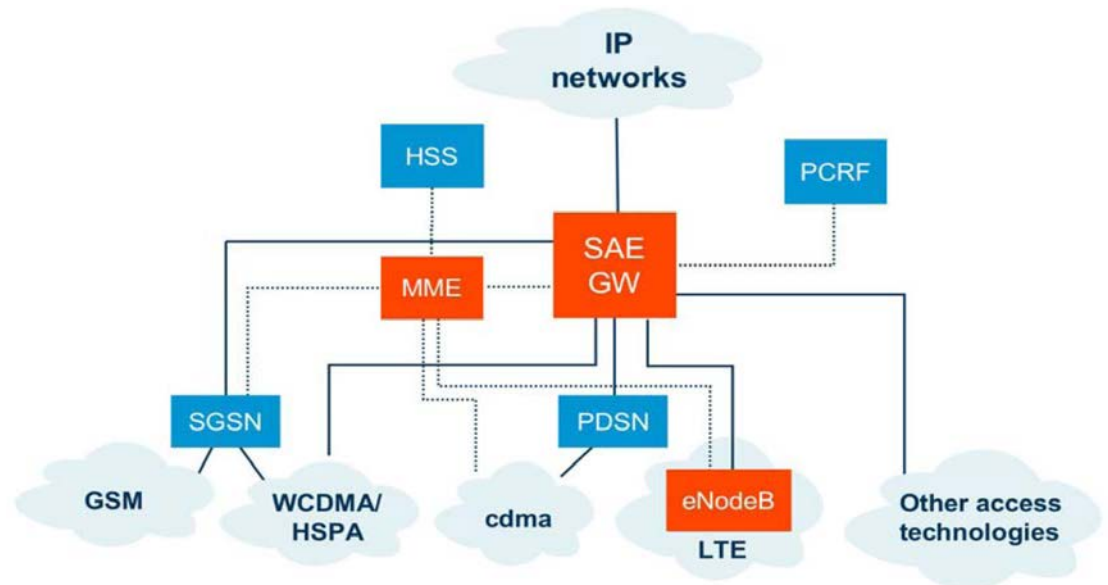 IP
networks
HSS
PCRF
SAE
GW
MME
SGSN
PDSN
GSM
WCDMA/
HSPA
cdma
eNodeB
LTE
Other access
technologies